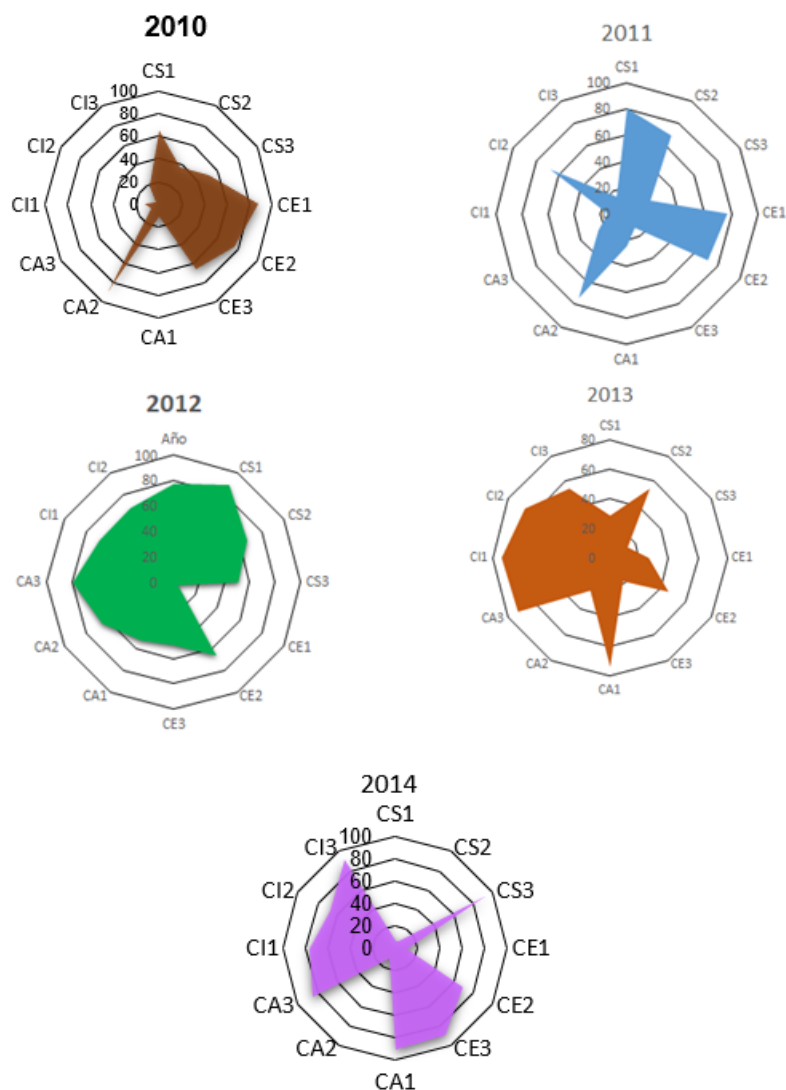 2010
CS1
CS2
CS3
CE1
CE2
CE3
CA1
CA2
CA3
CI1
CI2
CI3
100
80
60
40
20
0
2011
CS1
CS2
CS3
CE1
CE2
CE3
CA1
CA2
CA3
CI1
CI2
CI3
100
80
60
40
20
0
2012
Año
CS1
CS2
CS3
CE1
CE2
CE3
CA1
CA2
CA3
CI1
CI2
100
80
60
40
20
0
2013
CS1
CS2
CS3
CE1
CE2
CE3
CA1
CA2
CA3
CI1
CI2
CI3
80
60
40
20
0
2014
CS1
CS2
CS3
CE1
CE2
CE3
CA1
CA2
CA3
CI1
CI2
CI3
100
80
60
40
20
0